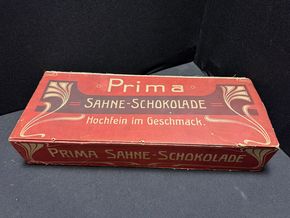 Prima
SAHNE-SCHOKOLADE
Hochfein im Geschmack.
PRIMA SAHNE-SCHOKOLADE